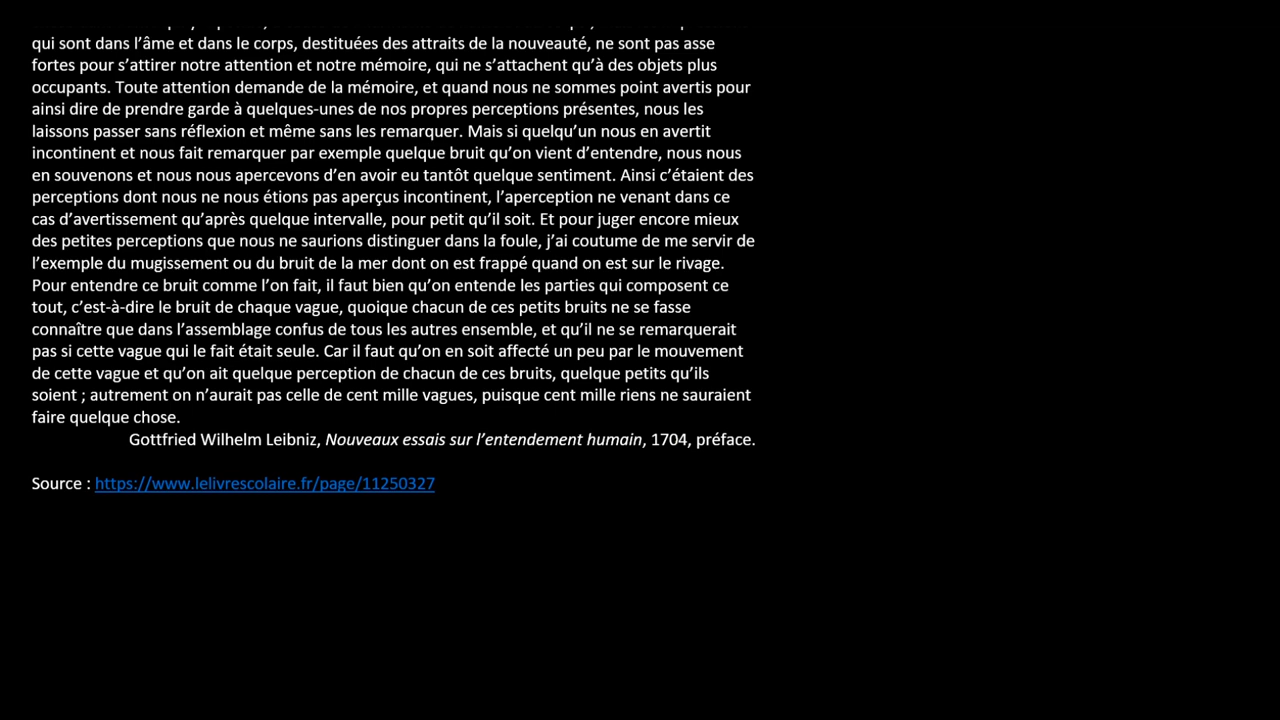 qui sont dans l’âme et dans le corps, destituées des attraits de la nouveauté, ne sont pas asse
fortes pour s’attirer notre attention et notre mémoire, qui ne s’attachent qu’à des objets plus
occupants. Toute attention demande de la mémoire, et quand nous ne sommes point avertis pour
ainsi dire de prendre garde à quelques-unes de nos propres perceptions présentes, nous les
laissons passer sans réflexion et même sans les remarquer. Mais si quelqu’un nous en avertit
incontinent et nous fait remarquer par exemple quelque bruit qu’on vient d’entendre, nous nous
en souvenons et nous nous apercevons d’en avoir eu tantôt quelque sentiment. Ainsi c’étaient des
perceptions dont nous ne nous étions pas aperçus incontinent, l’aperception ne venant dans ce
cas d’avertissement qu’après quelque intervalle, pour petit qu’il soit. Et pour juger encore mieux
des petites perceptions que nous ne saurions distinguer dans la foule, j’ai coutume de me servir de
l’exemple du mugissement ou du bruit de la mer dont on est frappé quand on est sur le rivage.
Pour entendre ce bruit comme l’on fait, il faut bien qu’on entende les parties qui composent ce
tout, c’est-à-dire le bruit de chaque vague, quoique chacun de ces petits bruits ne se fasse
connaître que dans l’assemblage confus de tous les autres ensemble, et qu’il ne se remarquerait
pas si cette vague qui le fait était seule. Car il faut qu’on en soit affecté un peu par le mouvement
de cette vague et qu’on ait quelque perception de chacun de ces bruits, quelque petits qu’ils
soient ; autrement on n’aurait pas celle de cent mille vagues, puisque cent mille riens ne sauraient
faire quelque chose.
Gottfried Wilhelm Leibniz, Nouveaux essais sur l’entendement humain, 1704, préface.
Source : https://www.lelivrescolaire.fr/page/11250327